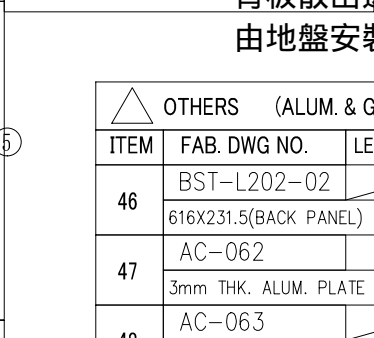 由地盤安裝
OTHERS (ALUM. & G
ITEM FAB. DWG NO. LE
5
46 BST-L202-02
616X231.5(BACK PANEL)
47 AC-062
3mm THK. ALUM. PLATE
AC-063